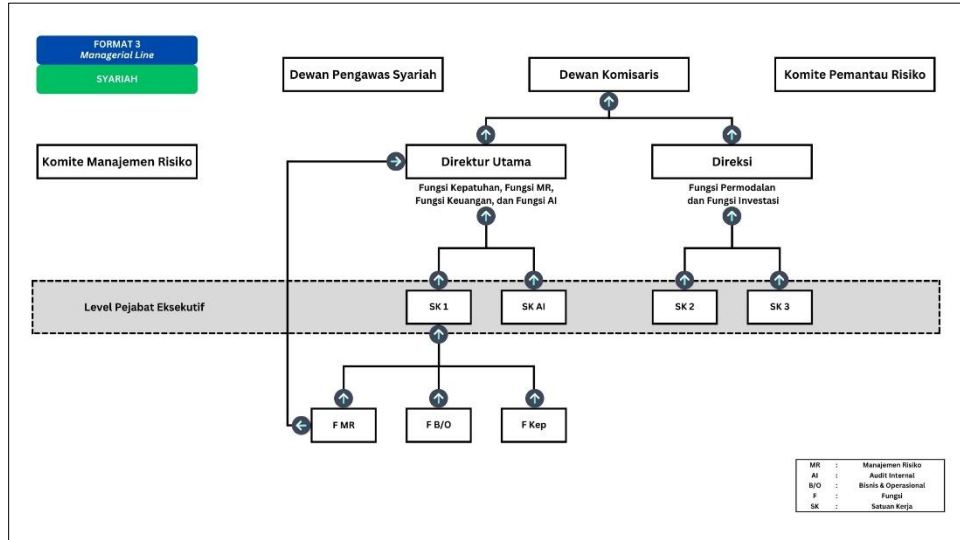 FORMAT 3
Managerial Line
SYARIAH
Dewan Pengawas Syariah
Dewan Komisaris
Komite Pemantau Risiko
Komite Manajemen Risiko
Direktur Utama
Direksi
Fungsi Kepatuhan, Fungsi MR,
Fungsi Keuangan, dan Fungsi AI
Fungsi Permodalan
dan Fungsi Investasi
Level Pejabat Eksekutif
SK 1
SK AI
SK 2
SK 3
F MR
F B/O
F Kep
MR : Manajemen Risiko
AI : Audit Internal
B/O : Bisnis & Operasional
F : Fungsi
SK : Satuan Kerja